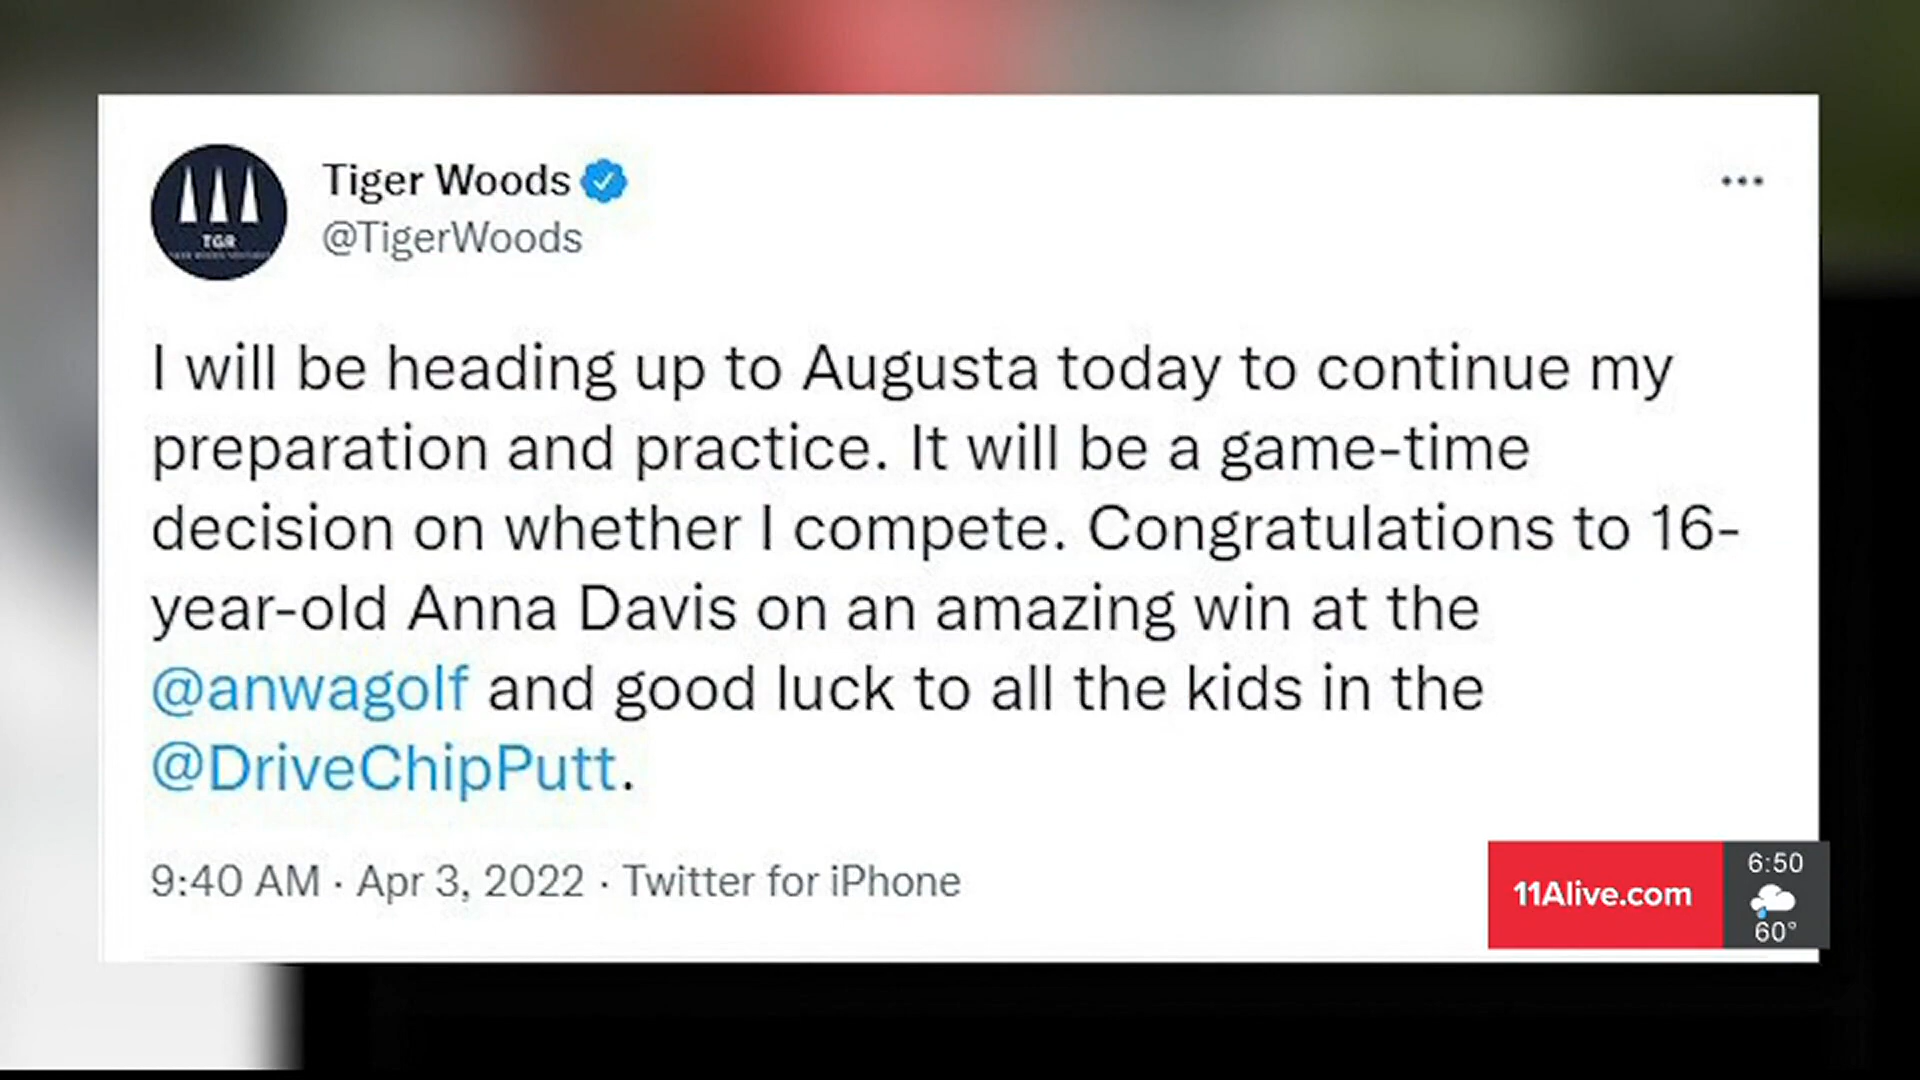 Tiger Woods
@TigerWoods
TGR
I will be heading up to Augusta today to continue my
preparation and practice. It will be a game-time
decision on whether I compete. Congratulations to 16-
year-old Anna Davis on an amazing win at the
@anwagolf and good luck to all the kids in the
@DriveChipPutt.
9:40 AM · Apr 3, 2022 · Twitter for iPhone
11Alive.com
6:50
60°